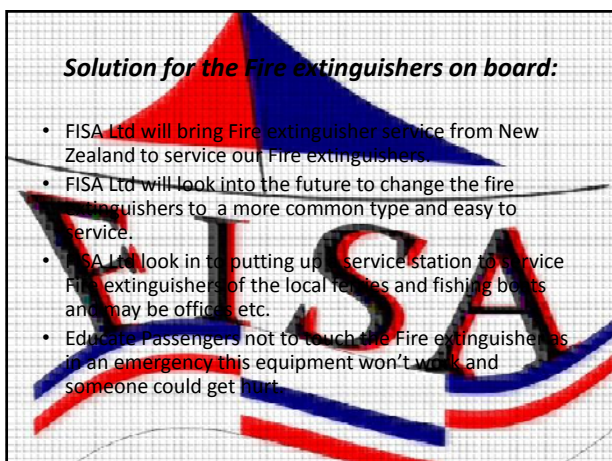 Solution for the Fire extinguishers on board:
• FISA Ltd will bring Fire extinguisher service from New
Zealand to service our Fire extinguishers.
• FISA Ltd will look into the future to change the fire
extinguishers to a more common type and easy to
service.
• FISA Ltd look in to putting up a service station to service
Fire extinguishers of the local ferries and fishing boats
and may be offices etc.
• Educate Passengers not to touch the Fire extinguisher as
in an emergency this equipment won't work and
someone could get hurt.
FISA